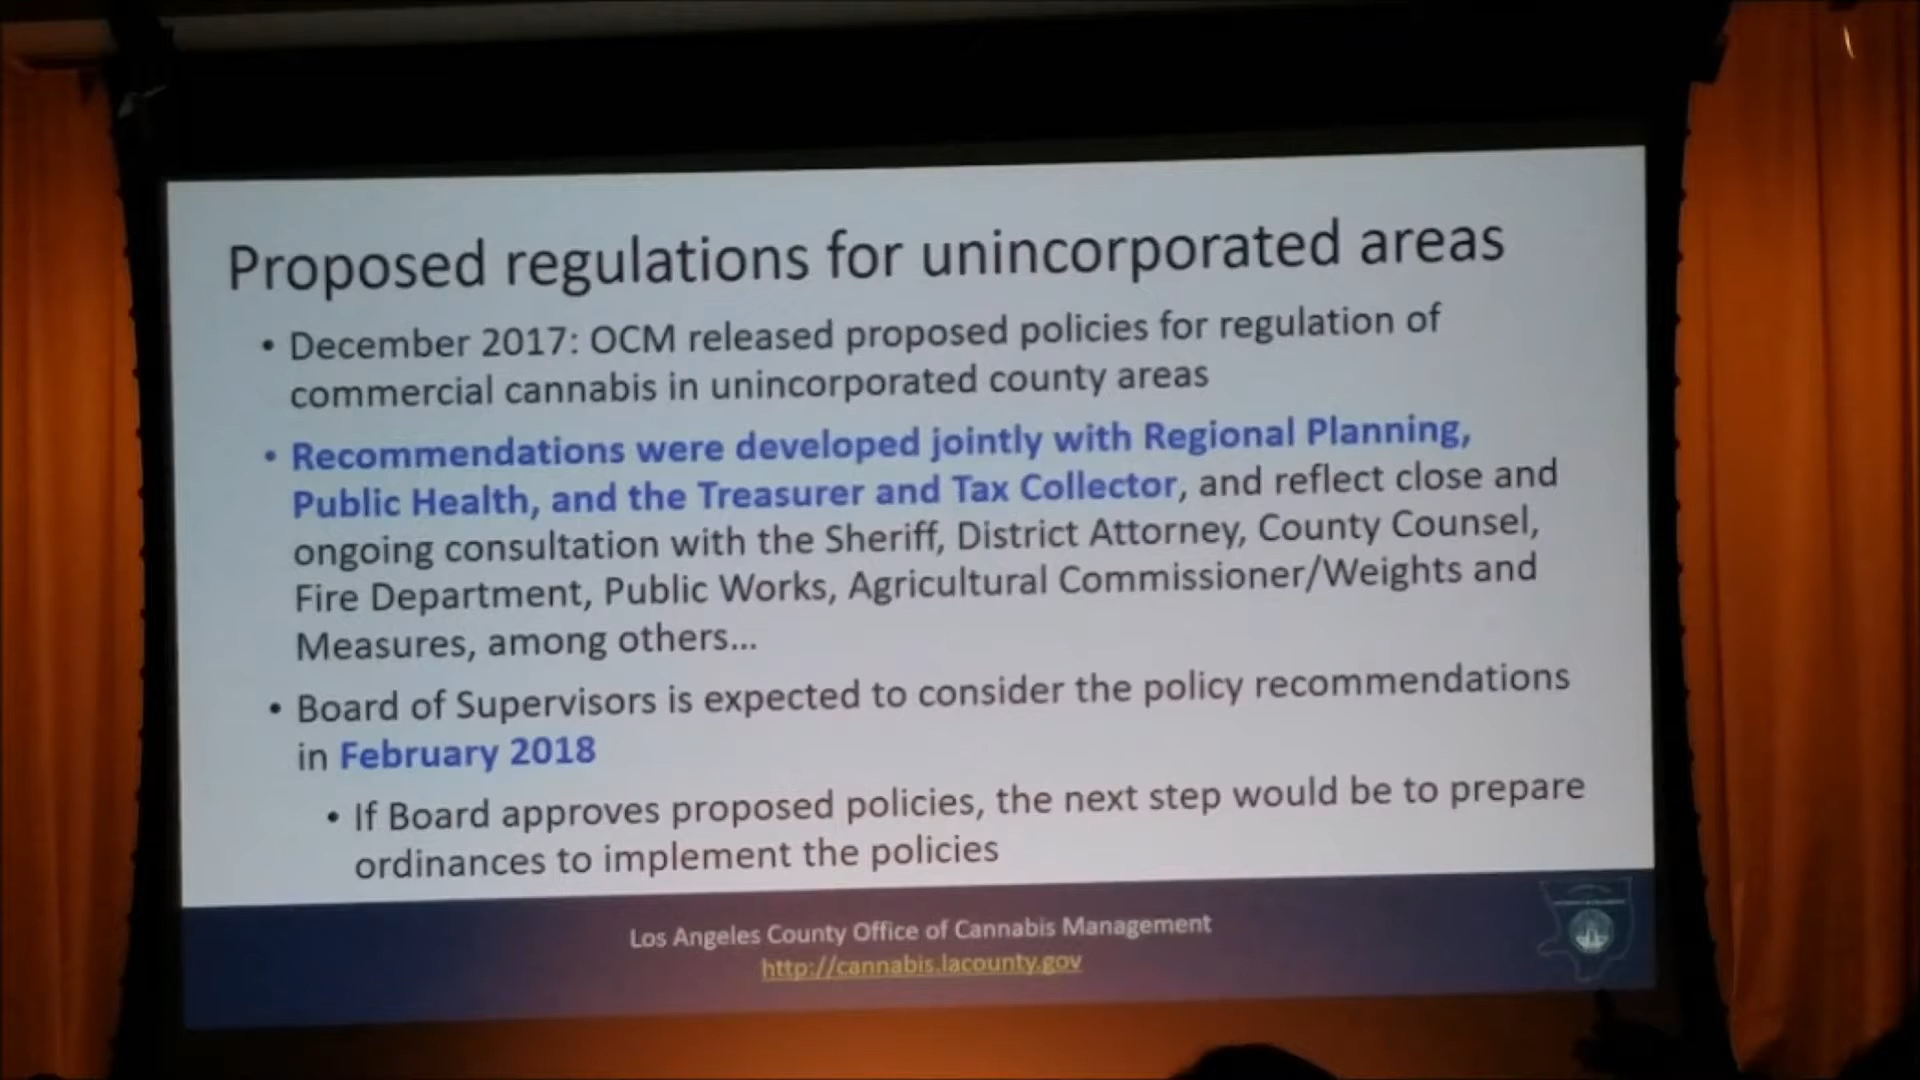 Proposed regulations for unincorporated areas
• December 2017: OCM released proposed policies for regulation of
commercial cannabis in unincorporated county areas
• Recommendations were developed jointly with Regional Planning,
Public Health, and the Treasurer and Tax Collector, and reflect close and
ongoing consultation with the Sheriff, District Attorney, County Counsel,
Fire Department, Public Works, Agricultural Commissioner/Weights and
Measures, among others...
• Board of Supervisors is expected to consider the policy recommendations
in February 2018
• If Board approves proposed policies, the next step would be to prepare
ordinances to implement the policies
Los Angeles County Office of Cannabis Management
http://cannabis.lacounty.gov